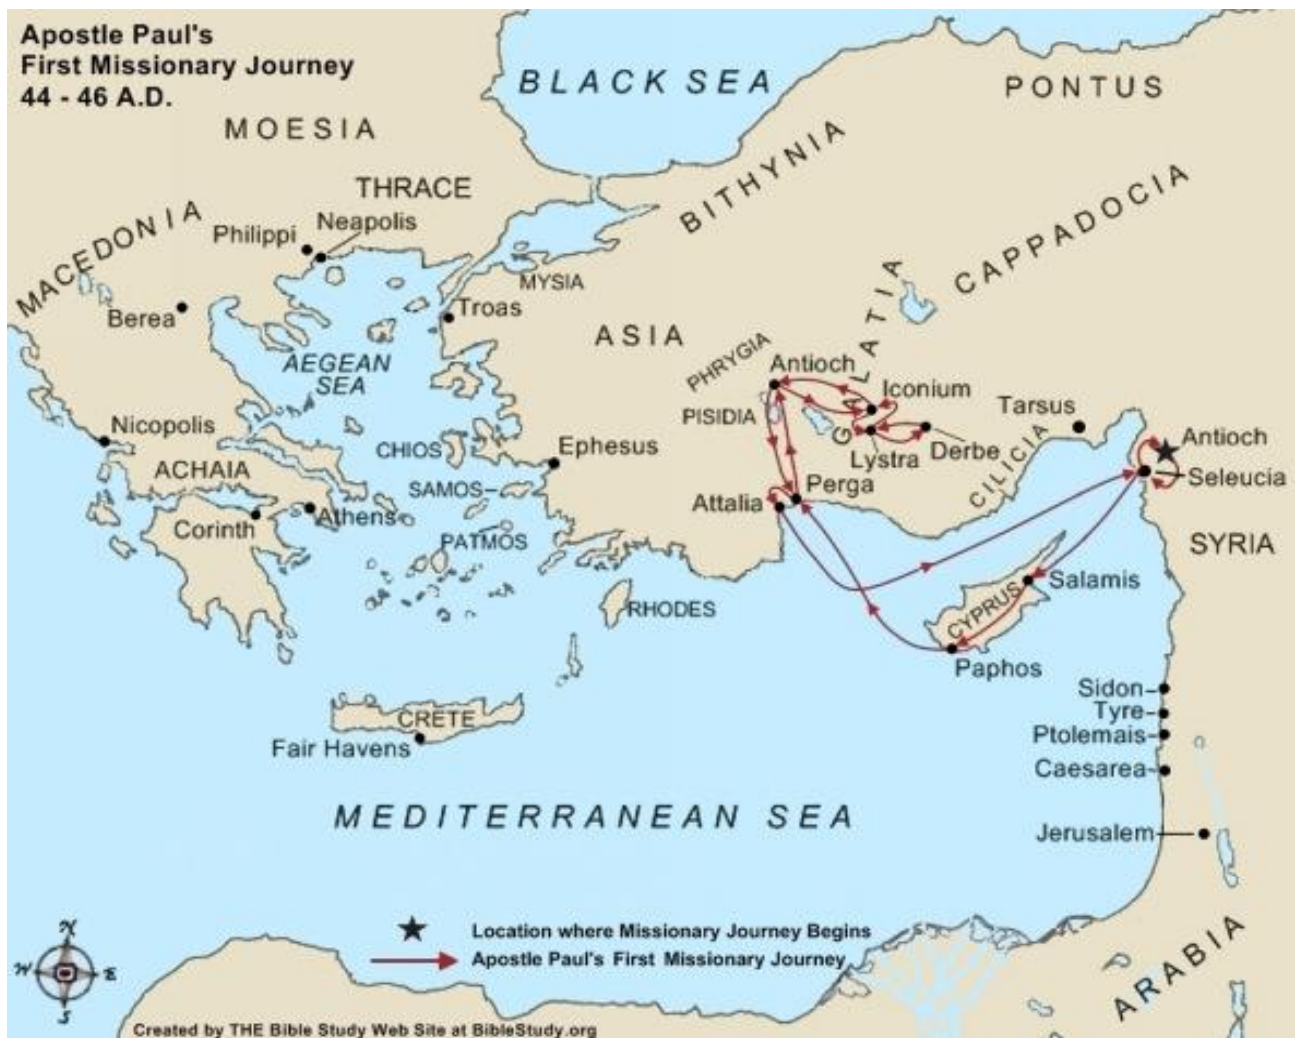 Apostle Paul's
First Missionary Journey
44 - 46 A.D.
BLACK SEA
PONTUS
MOESIA
BITHYNIA
THRACE
CAPPADOCIA
MACEDONIA
Neapolis
Philippi
MYSIA
GALATIA
Berea
Troas
ASIA
AEGEAN
SEA
PHRYGIA
Antioch
Iconium
PISIDIA
Tarsus
Nicopolis
CHIOS
Ephesus
Lystra
Derbe
CILICIA
Antioch
Seleucia
ACHAIA
SAMOS
Attalia
Perga
Corinth
Athens
PATMOS
SYRIA
RHODES
CYPRUS
Salamis
Paphos
CRETE
Fair Havens
Sidon
Tyre
Ptolemais
Caesarea
MEDITERRANEAN SEA
Jerusalem
N
W
E
S
Location where Missionary Journey Begins
Apostle Paul's First Missionary Journey
ARABIA
Created by THE Bible Study Web Site at BibleStudy.org